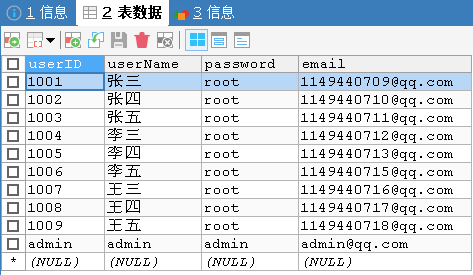 1 信息 2 表数据 3 信息
userID userName password email
1001 张三 root 1149440709@qq.com
1002 张四 root 1149440710@qq.com
1003 张五 root 1149440711@qq.com
1004 李三 root 1149440712@qq.com
1005 李四 root 1149440713@qq.com
1006 李五 root 1149440715@qq.com
1007 王三 root 1149440716@qq.com
1008 王四 root 1149440717@qq.com
1009 王五 root 1149440718@qq.com
admin admin admin admin@qq.com
* (NULL) (NULL) (NULL) (NULL)